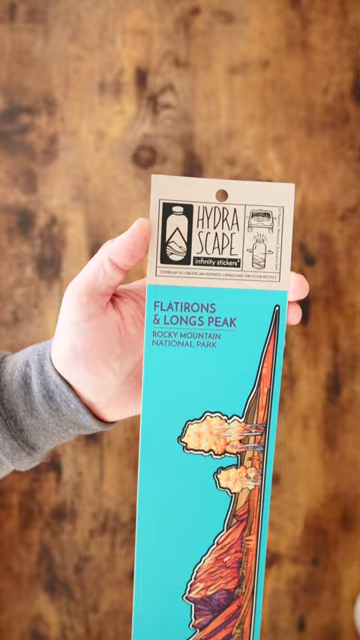 HYDRA
SCAPE
infinity stickers
OVERLAP TO CREATE AN INFINITE LANDSCAPE ON YOUR BOTTLE
FLATIRONS
& LONGS PEAK
ROCKY MOUNTAIN
NATIONAL PARK